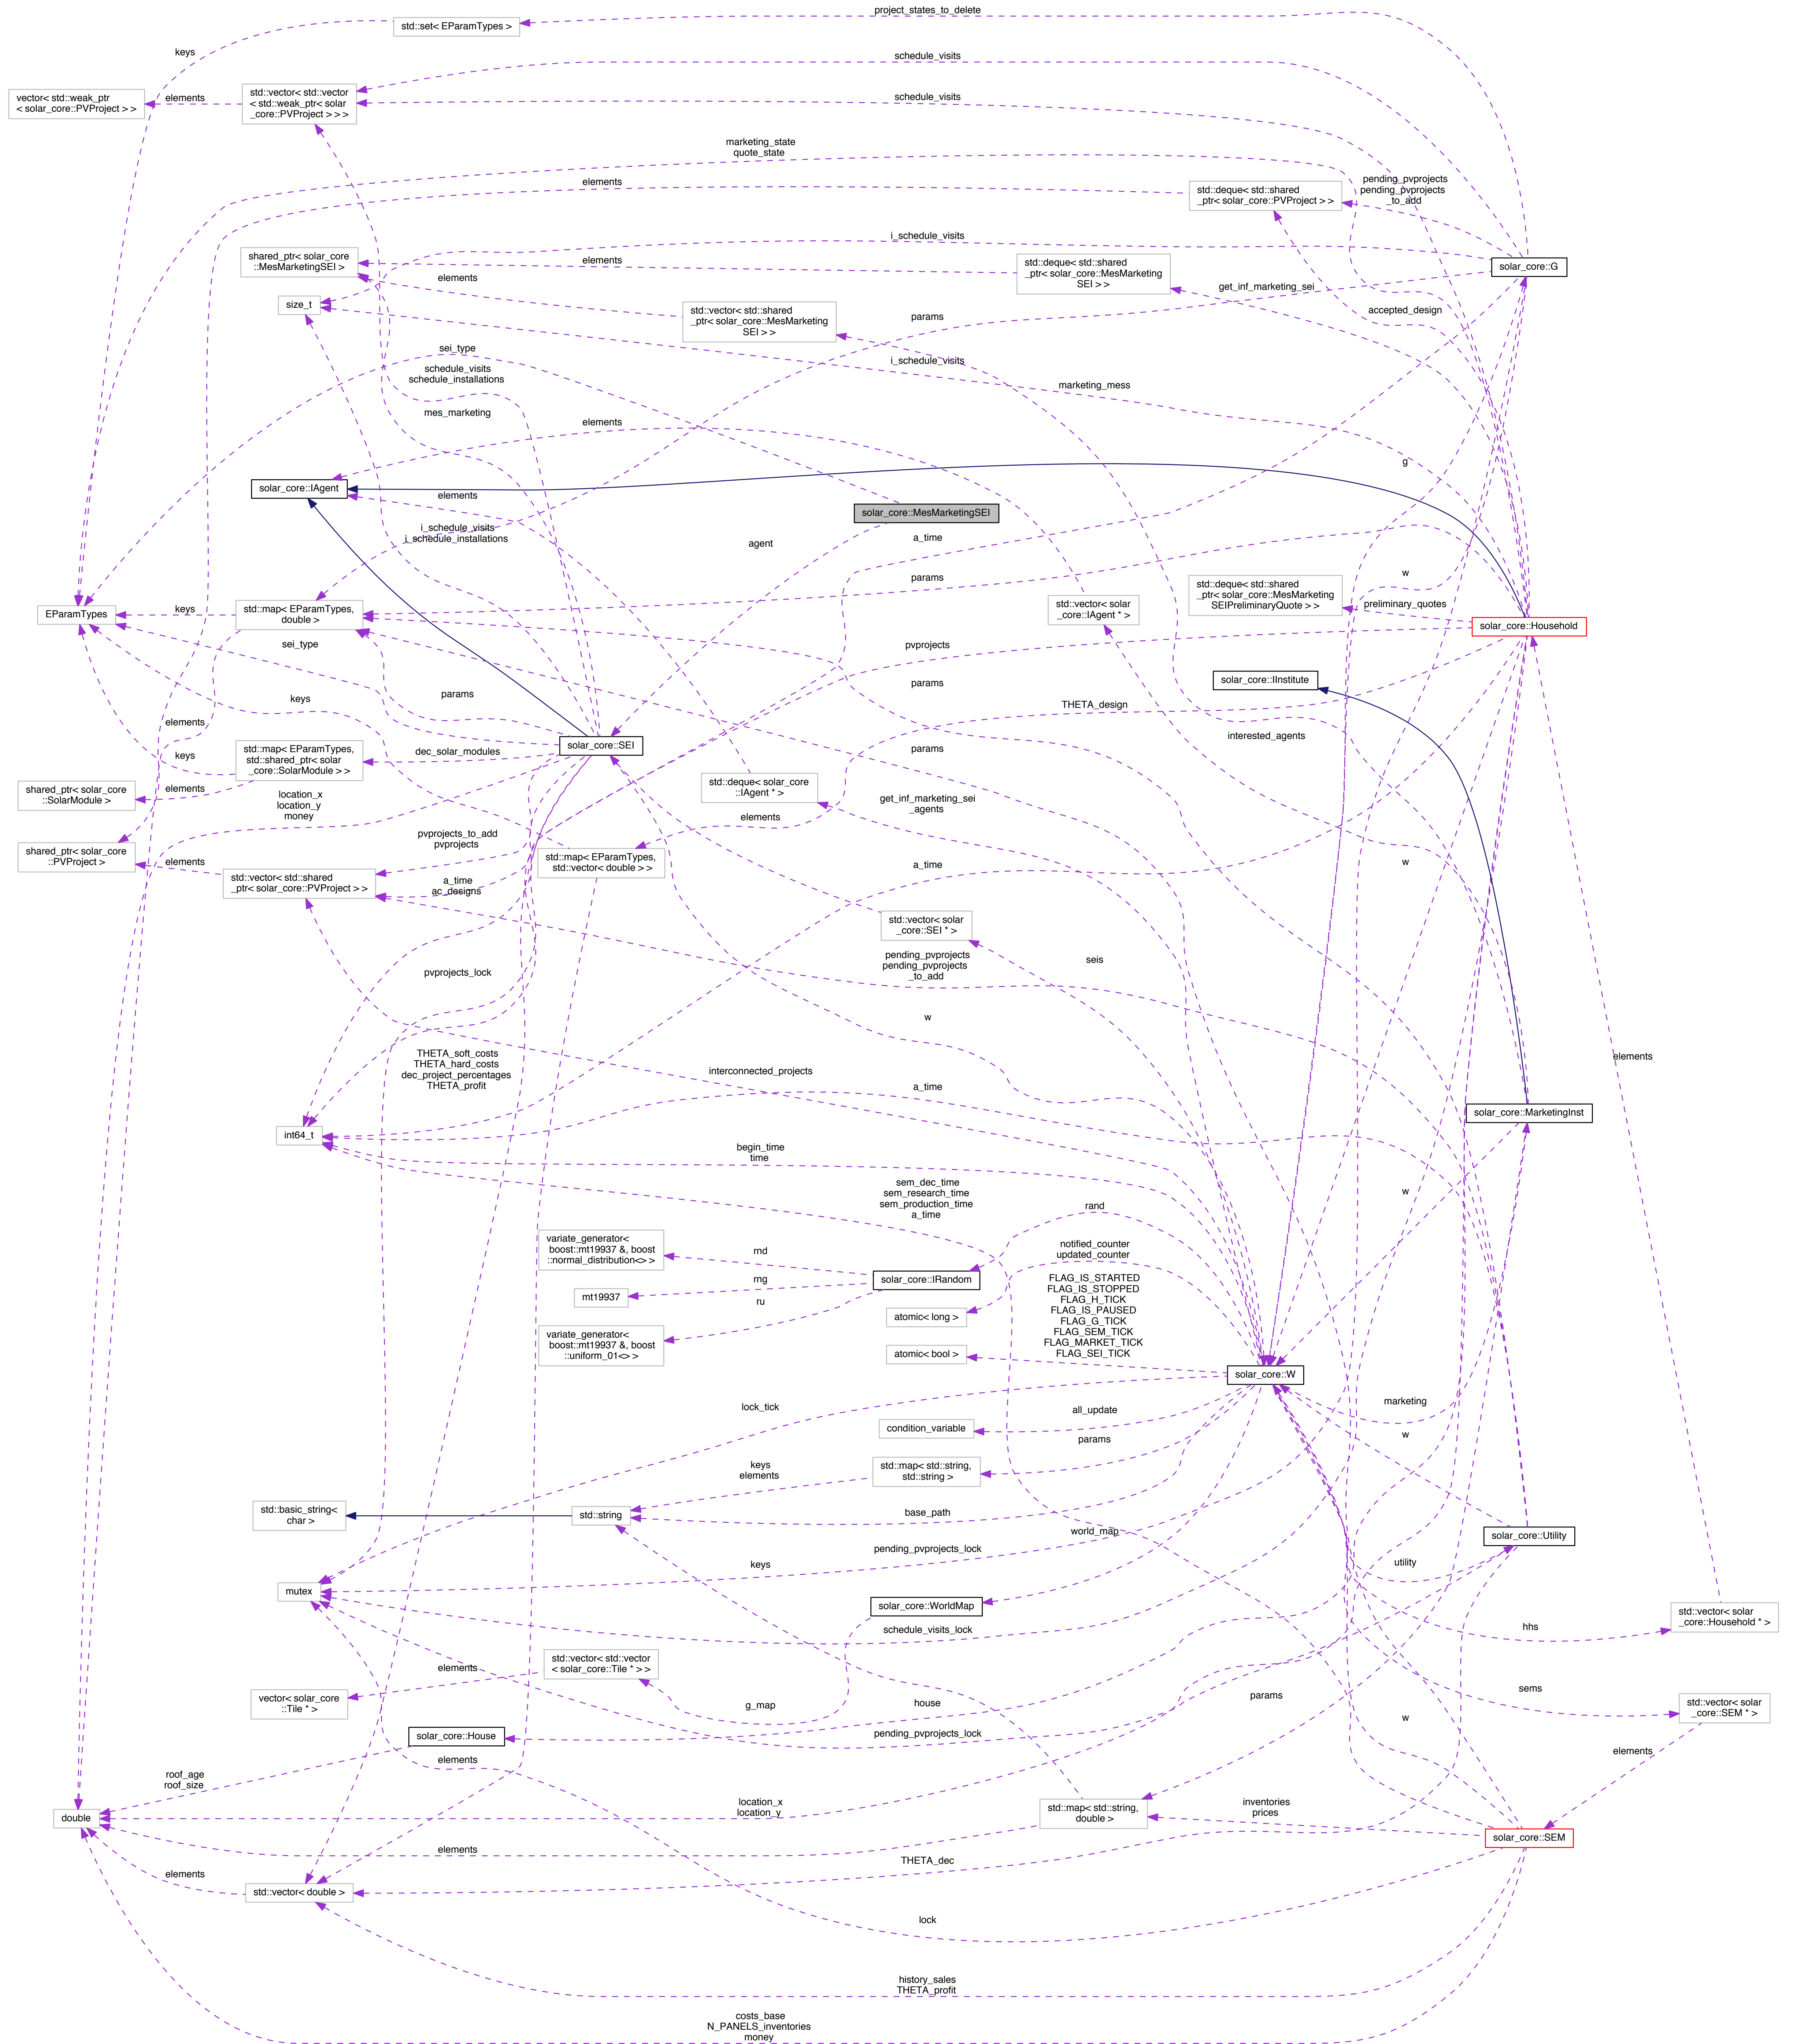 project_states_to_delete
std::set< EParamTypes >
keys
schedule_visits
vector< std::weak_ptr
< solar_core::PVProject > >
elements
std::vector< std::vector
< std::weak_ptr< solar
_core::PVProject > > >
schedule_visits
marketing_state
quote_state
elements
std::deque< std::shared
_ptr< solar_core::PVProject > >
pending_pvprojects
pending_pvprojects
_to_add
i_schedule_visits
shared_ptr< solar_core
::MesMarketingSEI >
elements
elements
std::deque< std::shared
_ptr< solar_core::MesMarketing
SEI > >
solar_core::G
size_t
std::vector< std::shared
_ptr< solar_core::MesMarketing
SEI > >
get_inf_marketing_sei
params
accepted_design
sei_type
i_schedule_visits
schedule_visits
schedule_installations
marketing_mess
mes_marketing
elements
g
solar_core::IAgent
elements
solar_core::MesMarketingSEI
i_schedule_visits
i_schedule_installations
agent
a_time
w
params
std::deque< std::shared
_ptr< solar_core::MesMarketing
SEIPreliminaryQuote > >
preliminary_quotes
EParamTypes
keys
std::map< EParamTypes,
double >
std::vector< solar
_core::IAgent * >
solar_core::Household
sei_type
pvprojects
solar_core::IInstitute
params
params
keys
THETA_design
elements
interested_agents
solar_core::SEI
dec_solar_modules
params
keys
std::map< EParamTypes,
std::shared_ptr< solar
_core::SolarModule > >
shared_ptr< solar_core
::SolarModule >
elements
location_x
location_y
money
std::deque< solar_core
::IAgent * >
get_inf_marketing_sei
_agents
elements
pvprojects_to_add
pvprojects
shared_ptr< solar_core
::PVProject >
elements
std::map< EParamTypes,
std::vector< double > >
a_time
w
std::vector< std::shared
_ptr< solar_core::PVProject > >
a_time
ac_designs
std::vector< solar
_core::SEI * >
pending_pvprojects
pending_pvprojects
_to_add
seis
pvprojects_lock
w
THETA_soft_costs
THETA_hard_costs
dec_project_percentages
THETA_profit
interconnected_projects
a_time
elements
solar_core::MarketingInst
int64_t
begin_time
time
sem_dec_time
sem_research_time
sem_production_time
a_time
w
rand
variate_generator<
boost::mt19937 &, boost
::normal_distribution<> >
rnd
notified_counter
updated_counter
solar_core::IRandom
mt19937
rng
ru
FLAG_IS_STARTED
FLAG_IS_STOPPED
FLAG_H_TICK
FLAG_IS_PAUSED
FLAG_G_TICK
FLAG_SEM_TICK
FLAG_MARKET_TICK
FLAG_SEI_TICK
atomic< long >
variate_generator<
boost::mt19937 &, boost
::uniform_01<> >
atomic< bool >
solar_core::W
lock_tick
all_update
marketing
condition_variable
params
w
keys
elements
std::map< std::string,
std::string >
std::basic_string<
char >
std::string
base_path
world_map
solar_core::Utility
pending_pvprojects_lock
keys
utility
mutex
solar_core::WorldMap
std::vector< solar
_core::Household * >
schedule_visits_lock
hhs
std::vector< std::vector
< solar_core::Tile * > >
elements
vector< solar_core
::Tile * >
g_map
house
params
sems
std::vector< solar
_core::SEM * >
solar_core::House
pending_pvprojects_lock
w
elements
elements
roof_age
roof_size
double
location_x
location_y
std::map< std::string,
double >
inventories
prices
solar_core::SEM
elements
THETA_dec
elements
std::vector< double >
lock
history_sales
THETA_profit
costs_base
N_PANELS_inventories
money